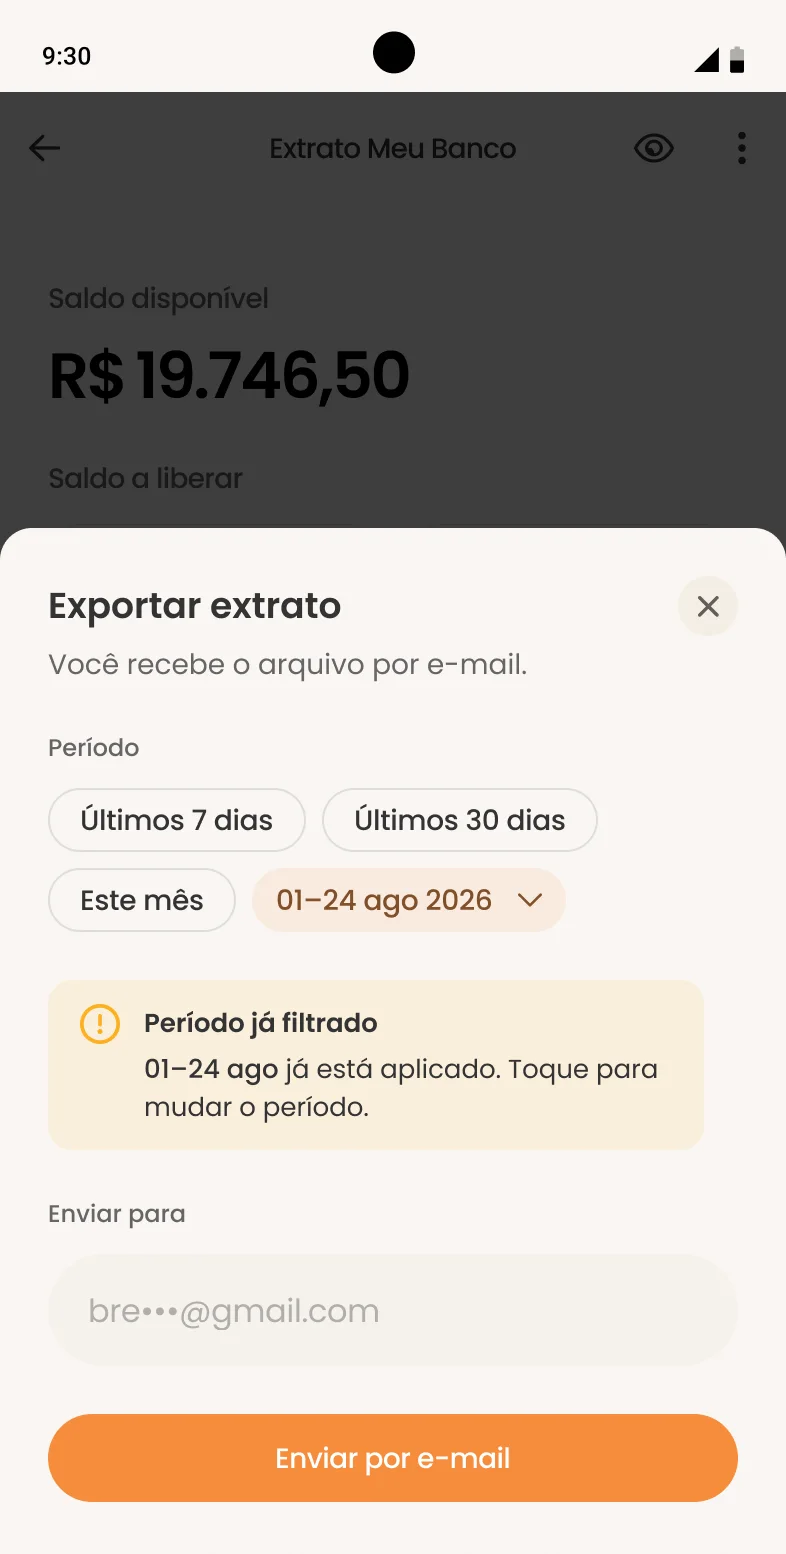 9:30
Extrato Meu Banco
Saldo disponível
R$ 19.746,50
Saldo a liberar
Exportar extrato
Você recebe o arquivo por e-mail.
Período
Últimos 7 dias
Últimos 30 dias
Este mês
01–24 ago 2026
Período já filtrado
01–24 ago já está aplicado. Toque para
mudar o período.
Enviar para
bre•••@gmail.com
Enviar por e-mail